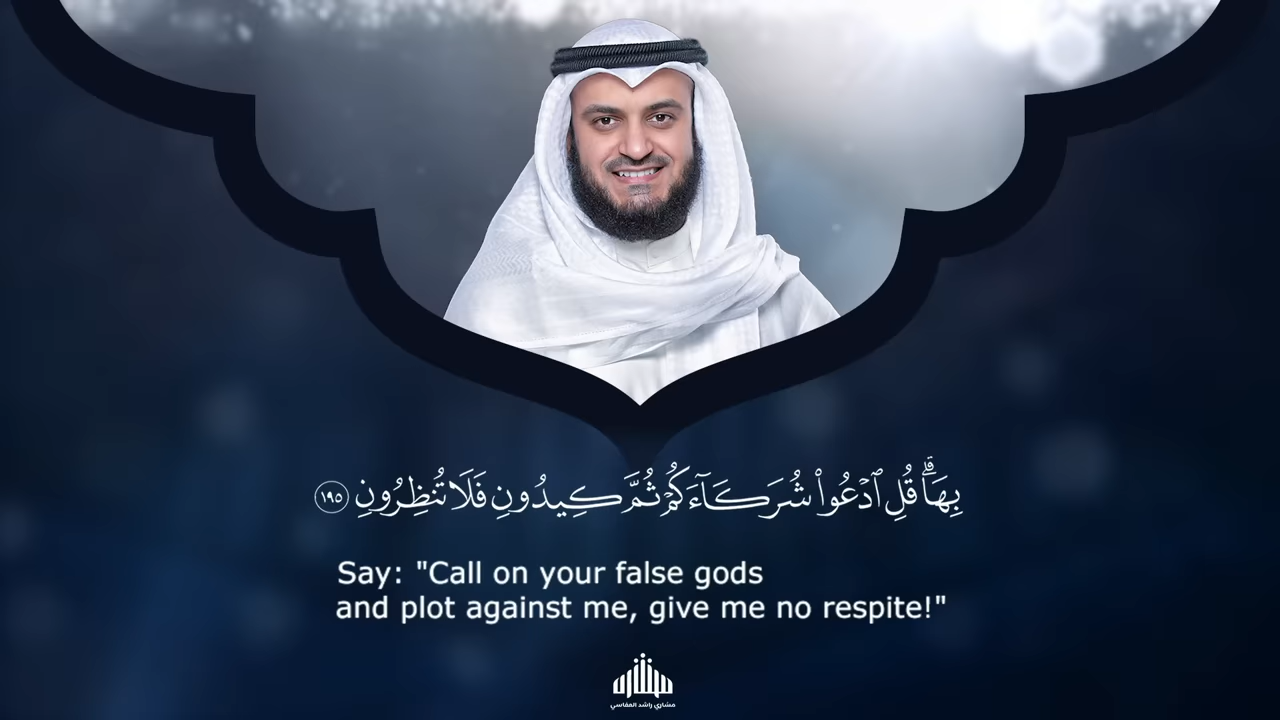 بِهَاۗ قُلِ ٱدْعُوا۟ شُرَكَآءَكُمْ ثُمَّ كِيدُونِ فَلَا تُنظِرُونِ ١٩٥
Say: "Call on your false gods
and plot against me, give me no respite!"
مشاري راشد العفاسي